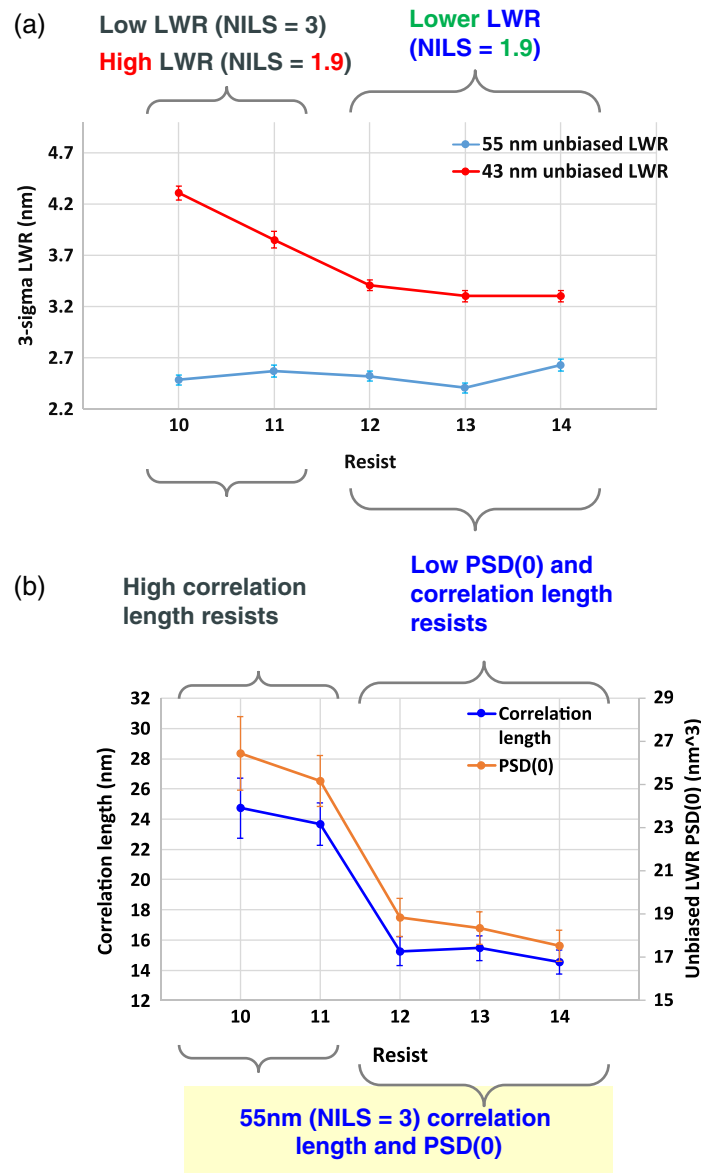 (a)
Low LWR (NILS = 3)
High LWR (NILS = 1.9)
Lower LWR
(NILS = 1.9)
55 nm unbiased LWR
43 nm unbiased LWR
3-sigma LWR (nm)
4.7
4.2
3.7
3.2
2.7
2.2
10 11 12 13 14
Resist
(b)
High correlation
length resists
Low PSD(0) and
correlation length
resists
Correlation
length
PSD(0)
Correlation length (nm)
32
30
28
26
24
22
20
18
16
14
12
Unbiased LWR PSD(0) (nm^3)
29
27
25
23
21
19
17
15
10 11 12 13 14
Resist
55nm (NILS = 3) correlation
length and PSD(0)